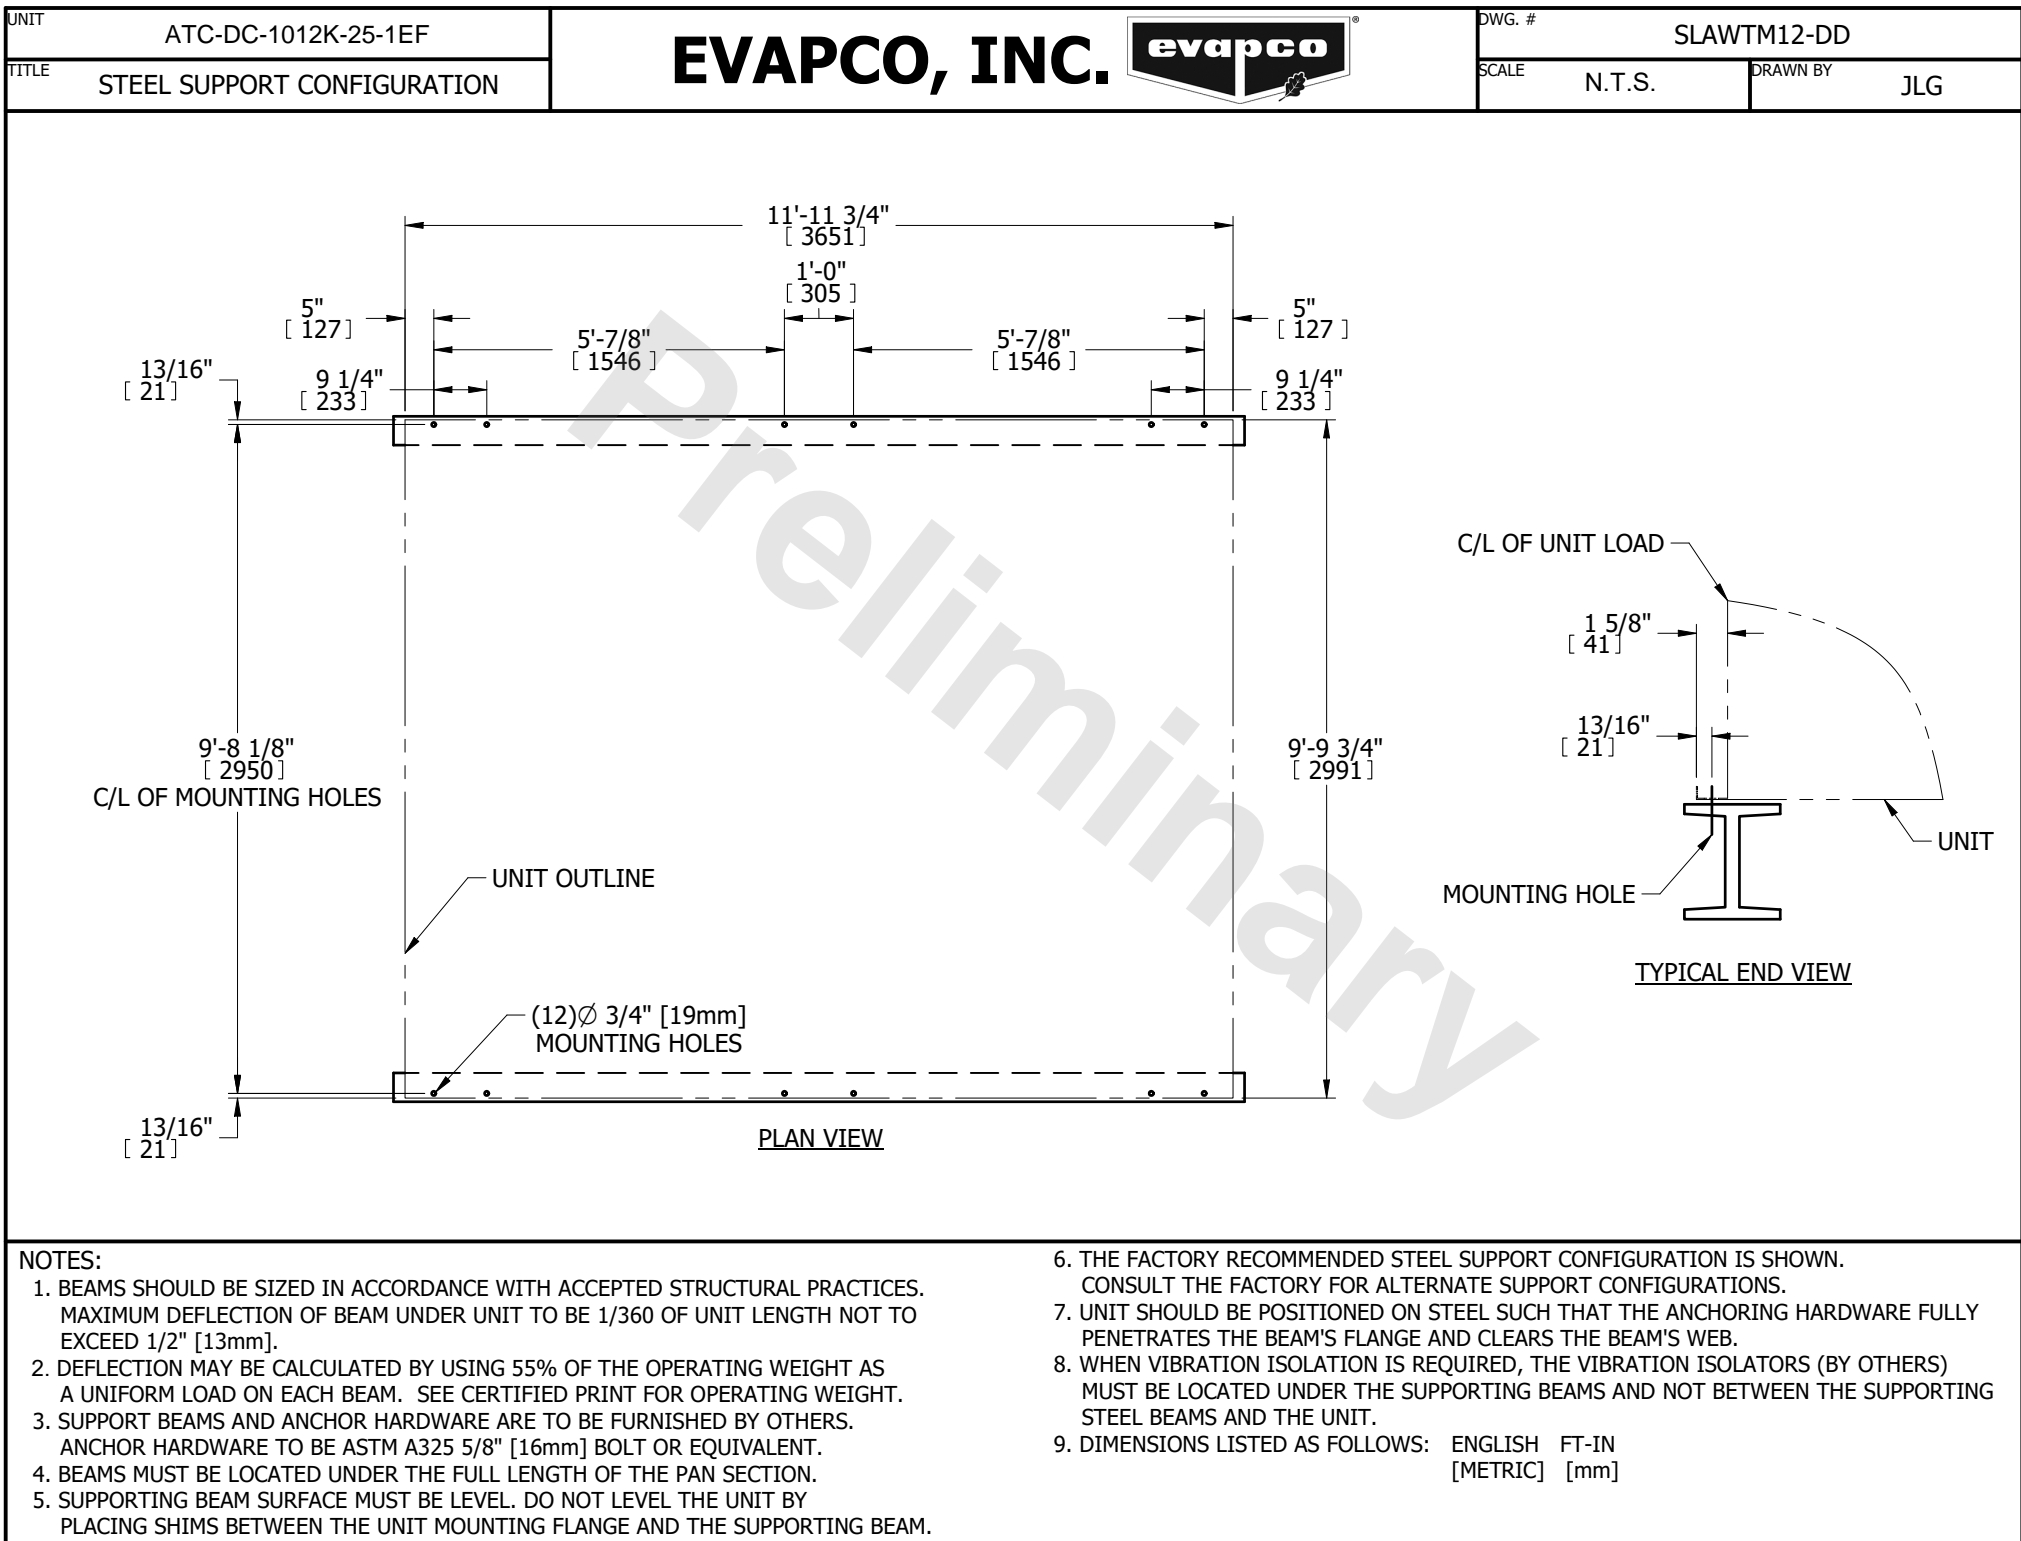 UNIT
ATC-DC-1012K-25-1EF
TITLE
STEEL SUPPORT CONFIGURATION
EVAPCO, INC.
evapco
®
DWG. #
SLAWTM12-DD
SCALE
N.T.S.
DRAWN BY
JLG
11'-11 3/4"
[ 3651 ]
1'-0"
[ 305 ]
5"
[ 127 ]
5'-7/8"
[ 1546 ]
5'-7/8"
[ 1546 ]
5"
[ 127 ]
13/16"
[ 21 ]
9 1/4"
[ 233 ]
9 1/4"
[ 233 ]
Preliminary
C/L OF UNIT LOAD
1 5/8"
[ 41 ]
13/16"
[ 21 ]
9'-8 1/8"
[ 2950 ]
C/L OF MOUNTING HOLES
9'-9 3/4"
[ 2991 ]
UNIT
UNIT OUTLINE
MOUNTING HOLE
TYPICAL END VIEW
(12)∅ 3/4" [19mm]
MOUNTING HOLES
13/16"
[ 21 ]
PLAN VIEW
NOTES:
1. BEAMS SHOULD BE SIZED IN ACCORDANCE WITH ACCEPTED STRUCTURAL PRACTICES.
MAXIMUM DEFLECTION OF BEAM UNDER UNIT TO BE 1/360 OF UNIT LENGTH NOT TO
EXCEED 1/2" [13mm].
2. DEFLECTION MAY BE CALCULATED BY USING 55% OF THE OPERATING WEIGHT AS
A UNIFORM LOAD ON EACH BEAM. SEE CERTIFIED PRINT FOR OPERATING WEIGHT.
3. SUPPORT BEAMS AND ANCHOR HARDWARE ARE TO BE FURNISHED BY OTHERS.
ANCHOR HARDWARE TO BE ASTM A325 5/8" [16mm] BOLT OR EQUIVALENT.
4. BEAMS MUST BE LOCATED UNDER THE FULL LENGTH OF THE PAN SECTION.
5. SUPPORTING BEAM SURFACE MUST BE LEVEL. DO NOT LEVEL THE UNIT BY
PLACING SHIMS BETWEEN THE UNIT MOUNTING FLANGE AND THE SUPPORTING BEAM.
6. THE FACTORY RECOMMENDED STEEL SUPPORT CONFIGURATION IS SHOWN.
CONSULT THE FACTORY FOR ALTERNATE SUPPORT CONFIGURATIONS.
7. UNIT SHOULD BE POSITIONED ON STEEL SUCH THAT THE ANCHORING HARDWARE FULLY
PENETRATES THE BEAM'S FLANGE AND CLEARS THE BEAM'S WEB.
8. WHEN VIBRATION ISOLATION IS REQUIRED, THE VIBRATION ISOLATORS (BY OTHERS)
MUST BE LOCATED UNDER THE SUPPORTING BEAMS AND NOT BETWEEN THE SUPPORTING
STEEL BEAMS AND THE UNIT.
9. DIMENSIONS LISTED AS FOLLOWS: ENGLISH FT-IN
[METRIC] [mm]